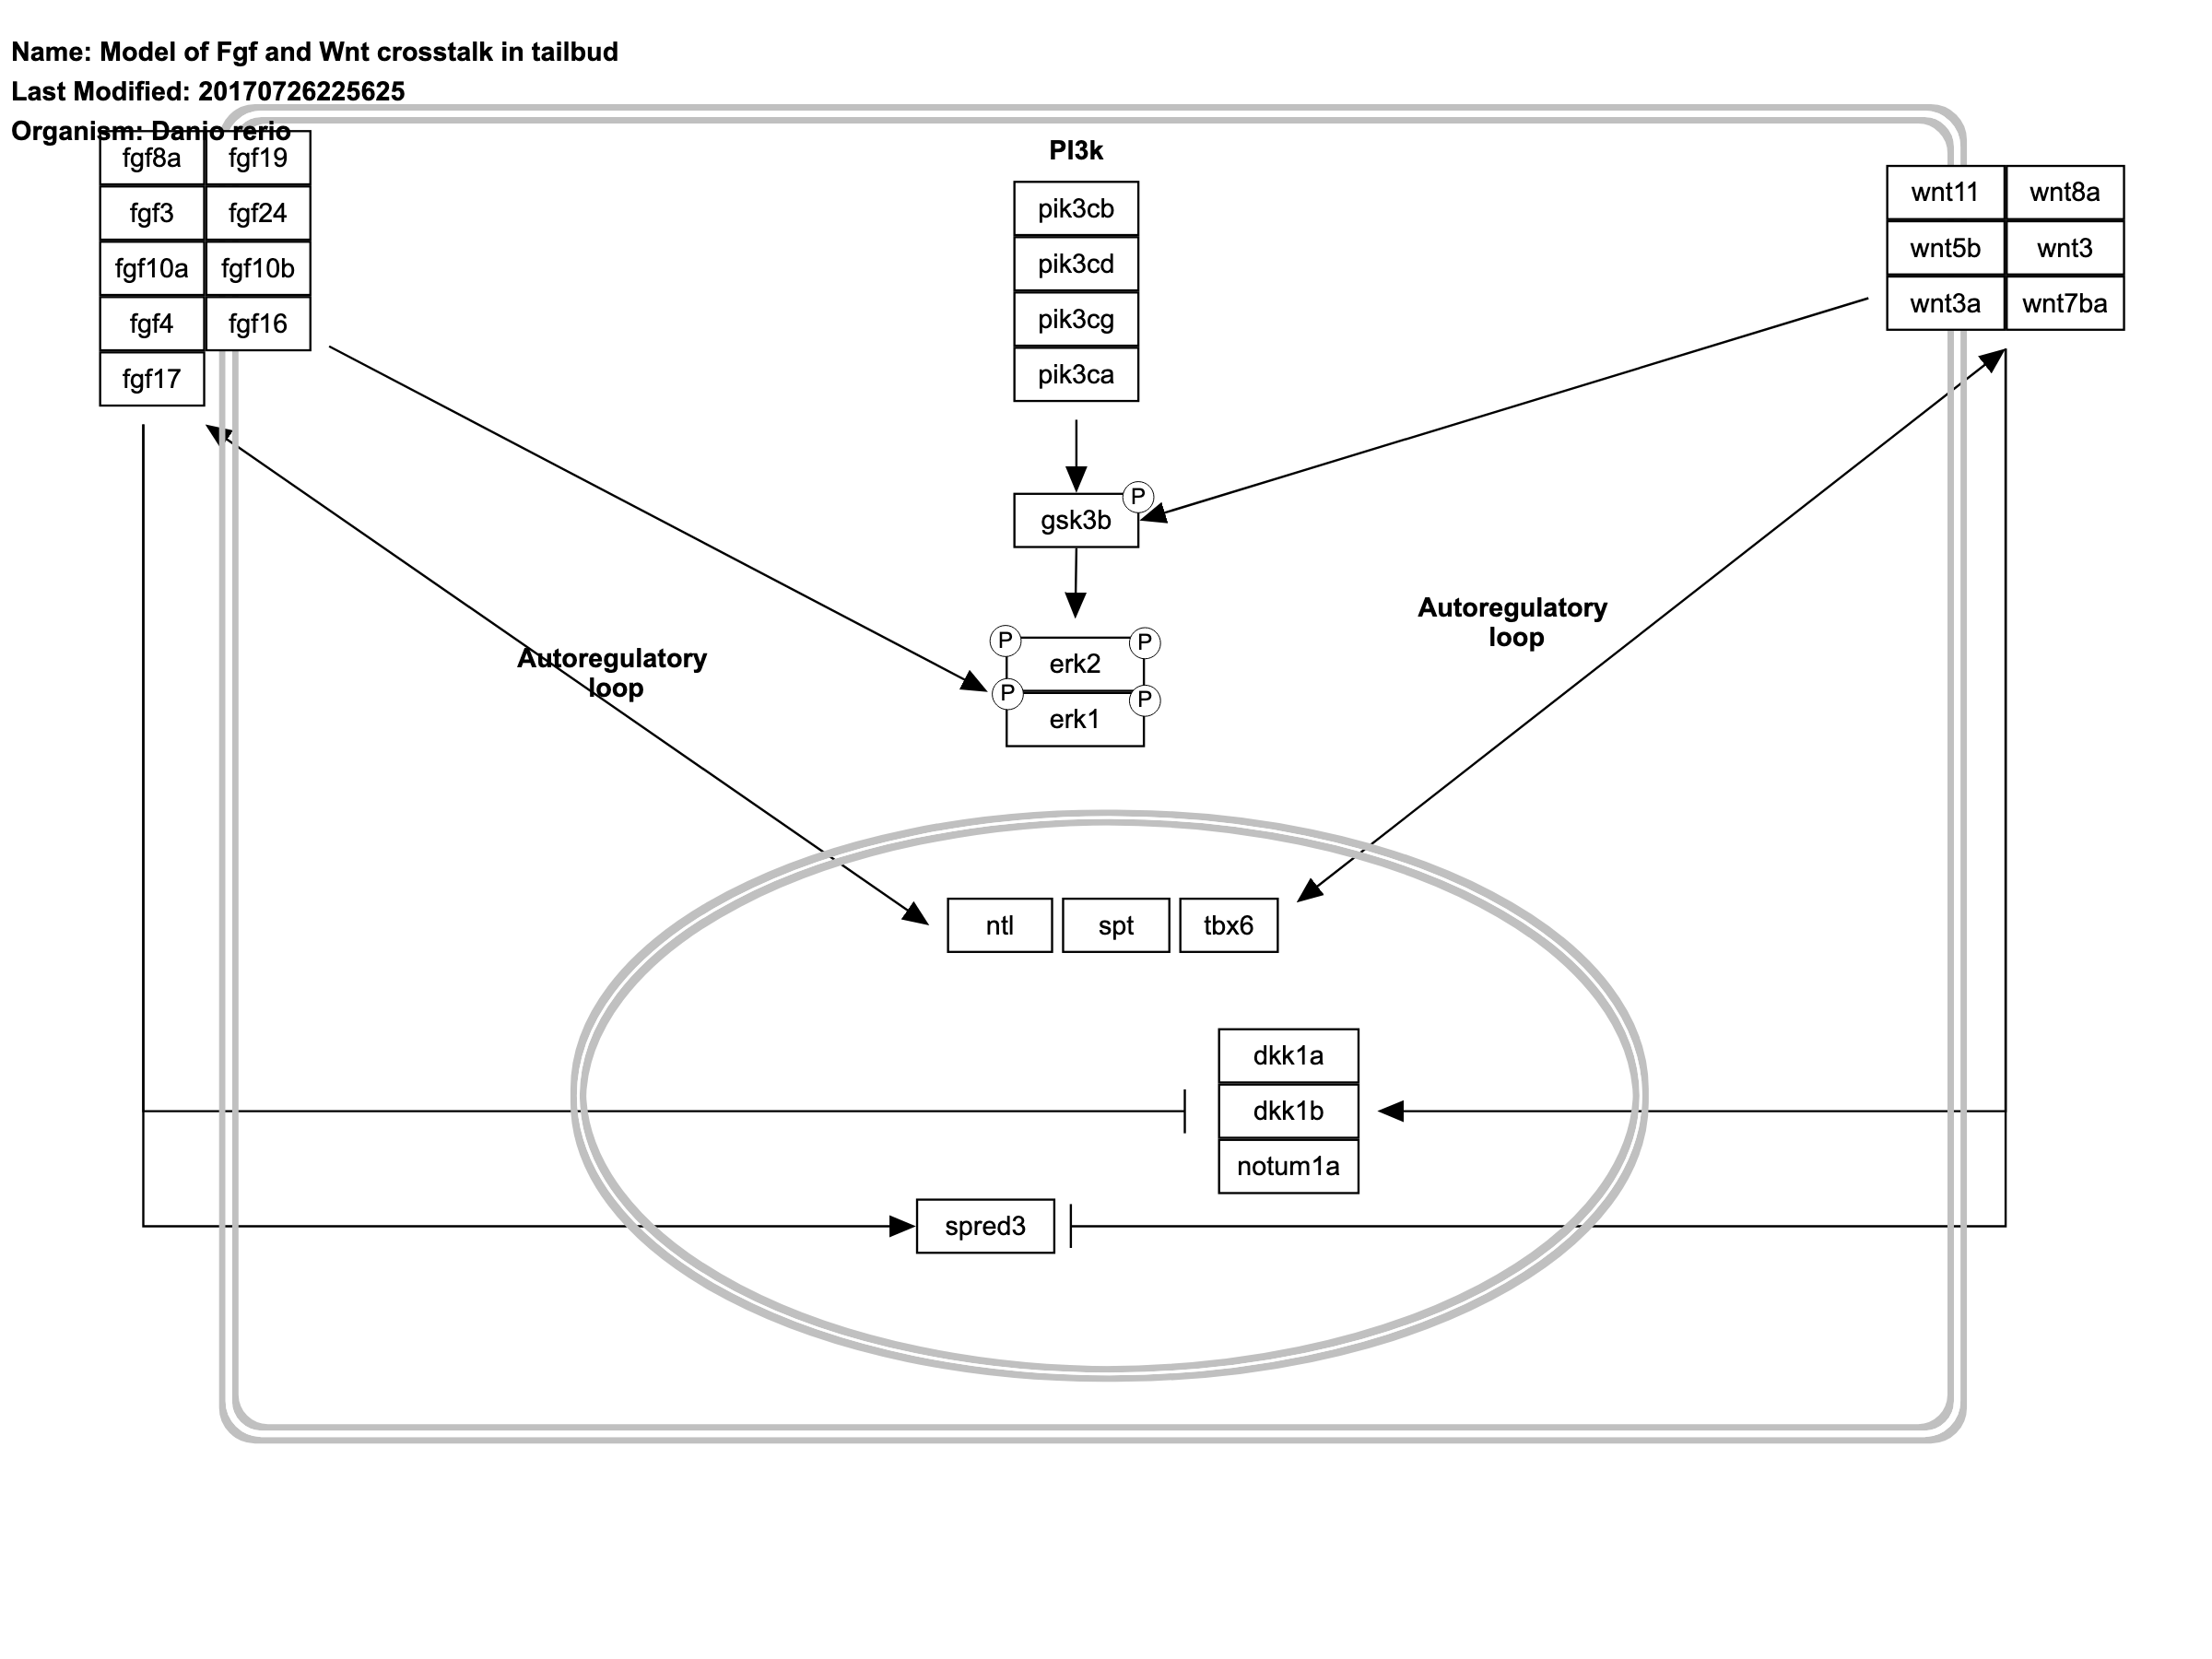 Name: Model of Fgf and Wnt crosstalk in tailbud
Last Modified: 20170726225625
Organism: Danio rerio
fgf8a fgf19
fgf3 fgf24
fgf10a fgf10b
fgf4 fgf16
fgf17
PI3k
pik3cb
pik3cd
pik3cg
pik3ca
wnt11 wnt8a
wnt5b wnt3
wnt3a wnt7ba
P
gsk3b
P P
erk2
P P
erk1
Autoregulatory
loop
Autoregulatory
loop
ntl spt tbx6
dkk1a
dkk1b
notum1a
spred3